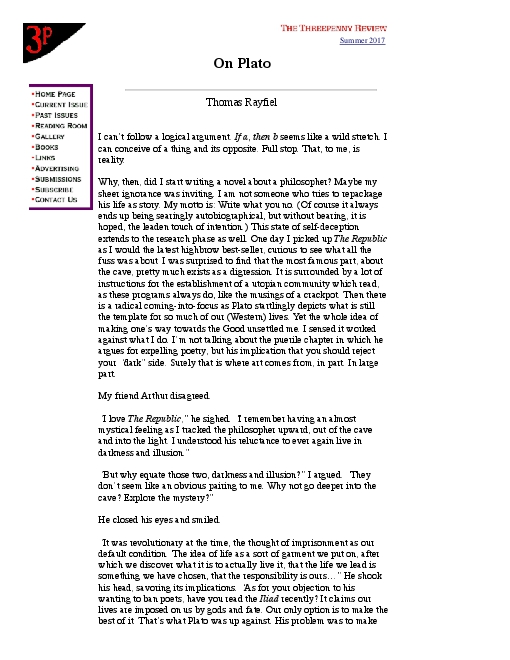 3P
THE THREEPENNY REVIEW
Summer 2017
On Plato
Thomas Rayfiel
HOME PAGE
CURRENT ISSUE
PAST ISSUES
READING ROOM
GALLERY
BOOKS
LINKS
ADVERTISING
SUBMISSIONS
SUBSCRIBE
CONTACT US
I can't follow a logical argument. If a, then b seems like a wild stretch. I
can conceive of a thing and its opposite. Full stop. That, to me, is
reality.
Why, then, did I start writing a novel about a philosopher? Maybe my
sheer ignorance was inviting. I am not someone who tries to repackage
his life as story. My motto is: Write what you no. (Of course it always
ends up being searingly autobiographical, but without bearing, it is
hoped, the leaden touch of intention.) This state of self-deception
extends to the research phase as well. One day I picked up The Republic
as I would the latest highbrow best-seller, curious to see what all the
fuss was about. I was surprised to find that the most famous part, about
the cave, pretty much exists as a digression. It is surrounded by a lot of
instructions for the establishment of a utopian community which read,
as these programs always do, like the musings of a crackpot. Then there
is a radical coming-into-focus as Plato startlingly depicts what is still
the template for so much of our (Western) lives. Yet the whole idea of
making one's way towards the Good unsettled me. I sensed it worked
against what I do. I'm not talking about the puerile chapter in which he
argues for expelling poetry, but his implication that you should reject
your "dark" side. Surely that is where art comes from, in part. In large
part.
My friend Arthur disagreed.
"I love The Republic," he sighed. "I remember having an almost
mystical feeling as I tracked the philosopher upward, out of the cave
and into the light. I understood his reluctance to ever again live in
darkness and illusion."
"But why equate those two, darkness and illusion?" I argued. "They
don't seem like an obvious pairing to me. Why not go deeper into the
cave? Explore the mystery?"
He closed his eyes and smiled.
"It was revolutionary at the time, the thought of imprisonment as our
default condition. The idea of life as a sort of garment we put on, after
which we discover what it is to actually live it, that the life we lead is
something we have chosen, that the responsibility is ours…" He shook
his head, savoring its implications. "As for your objection to his
wanting to ban poets, have you read the Iliad recently? It claims our
lives are imposed on us by gods and fate. Our only option is to make the
best of it. That's what Plato was up against. His problem was to make